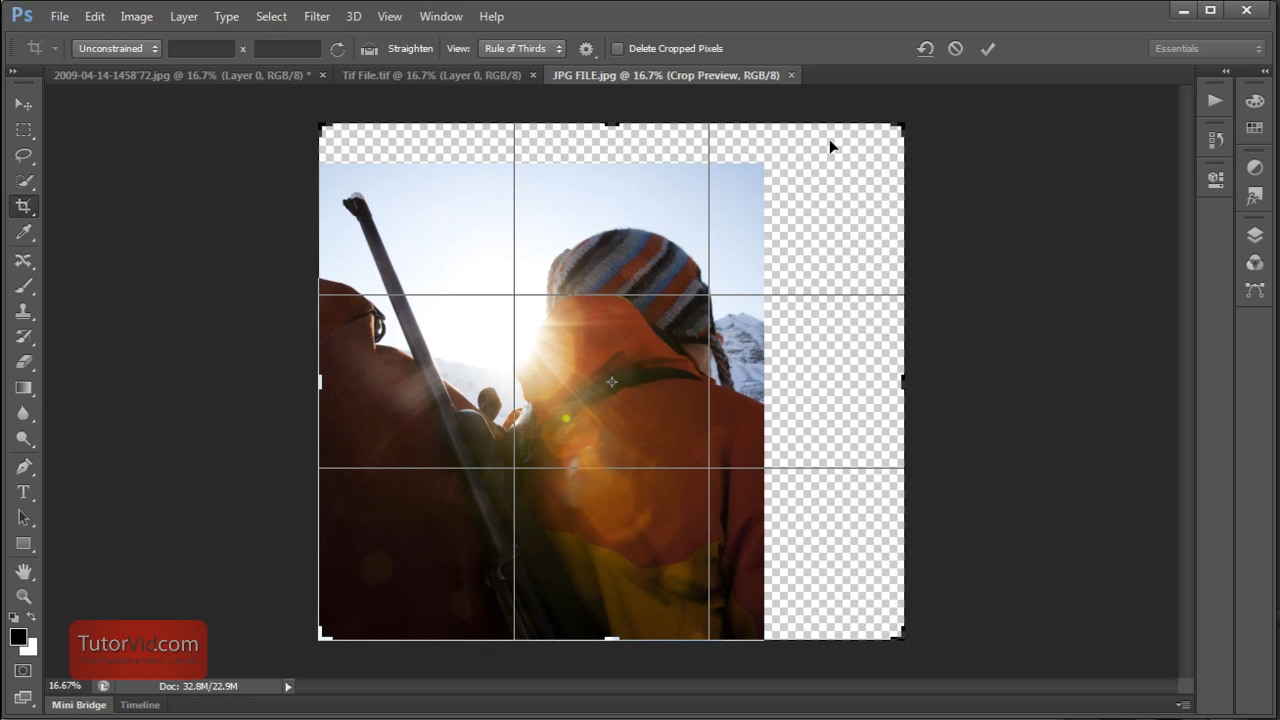 Ps File Edit Image Layer Type Select Filter 3D View Window Help
Unconstrained x Straighten View: Rule of Thirds Delete Cropped Pixels Essentials
2009-04-14-1458'72.jpg @ 16.7% (Layer 0, RGB/8) * × Tif File.tif @ 16.7% (Layer 0, RGB/8) × JPG FILE.jpg @ 16.7% (Crop Preview, RGB/8) ×
TutorVid.com
16.67% Doc: 32.8M/22.9M
Mini Bridge Timeline